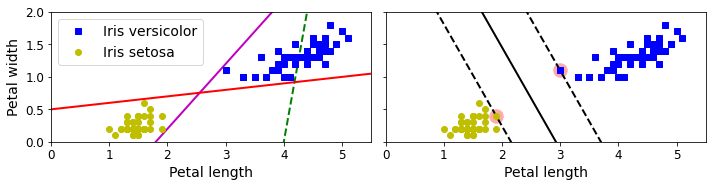 Iris versicolor
Iris setosa
Petal width
2.0
1.5
1.0
0.5
0.0
0 1 2 3 4 5
Petal length
0 1 2 3 4 5
Petal length